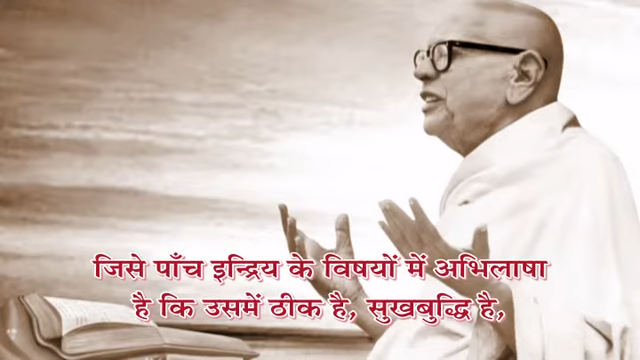 जिसे पाँच इन्द्रिय के विषयों में अभिलाषा
है कि उसमें ठीक है, सुखबुद्धि है,